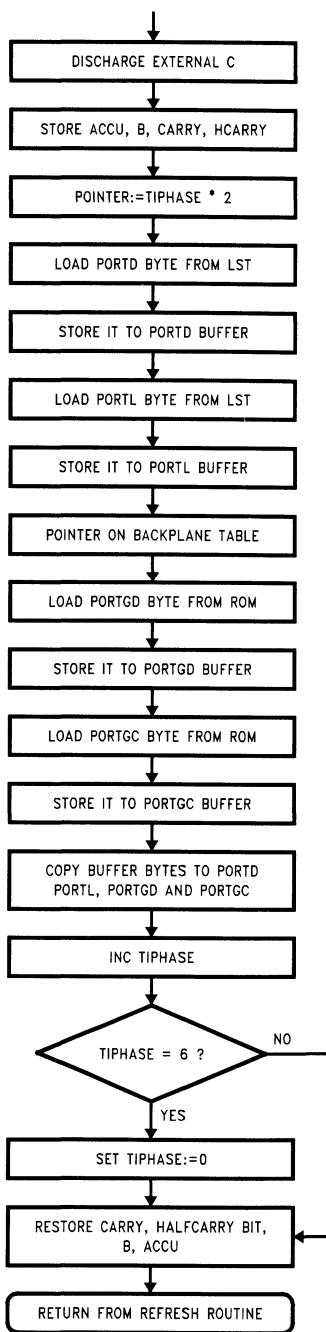 DISCHARGE EXTERNAL C
STORE ACCU, B, CARRY, HCARRY
POINTER:=TIPHASE * 2
LOAD PORTD BYTE FROM LST
STORE IT TO PORTD BUFFER
LOAD PORTL BYTE FROM LST
STORE IT TO PORTL BUFFER
POINTER ON BACKPLANE TABLE
LOAD PORTGD BYTE FROM ROM
STORE IT TO PORTGD BUFFER
LOAD PORTGC BYTE FROM ROM
STORE IT TO PORTGC BUFFER
COPY BUFFER BYTES TO PORTD
PORTL, PORTGD AND PORTGC
INC TIPHASE
TIPHASE = 6 ?
NO
YES
SET TIPHASE:=0
RESTORE CARRY, HALFCARRY BIT,
B, ACCU
RETURN FROM REFRESH ROUTINE